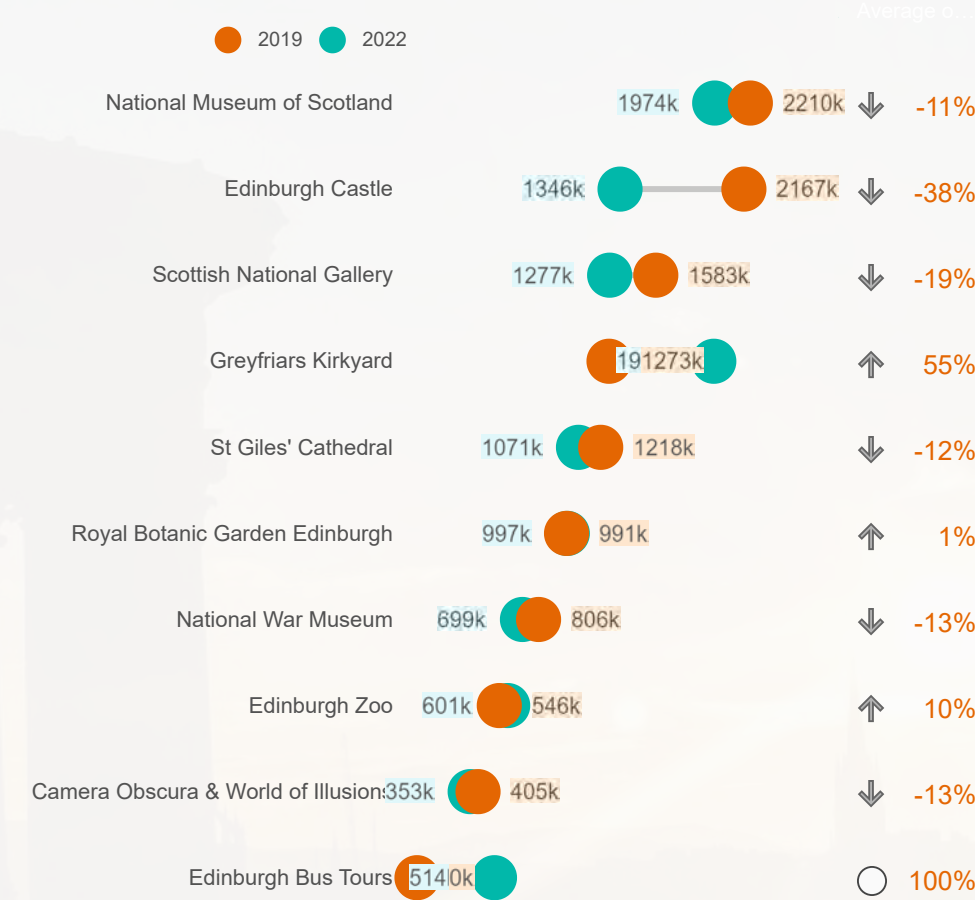 Average o...
2019 2022
National Museum of Scotland 1974k 2210k -11%
Edinburgh Castle 1346k 2167k -38%
Scottish National Gallery 1277k 1583k -19%
Greyfriars Kirkyard 191273k 55%
St Giles' Cathedral 1071k 1218k -12%
Royal Botanic Garden Edinburgh 997k 991k 1%
National War Museum 699k 806k -13%
Edinburgh Zoo 601k 546k 10%
Camera Obscura & World of Illusions 353k 405k -13%
Edinburgh Bus Tours 514 0k 100%